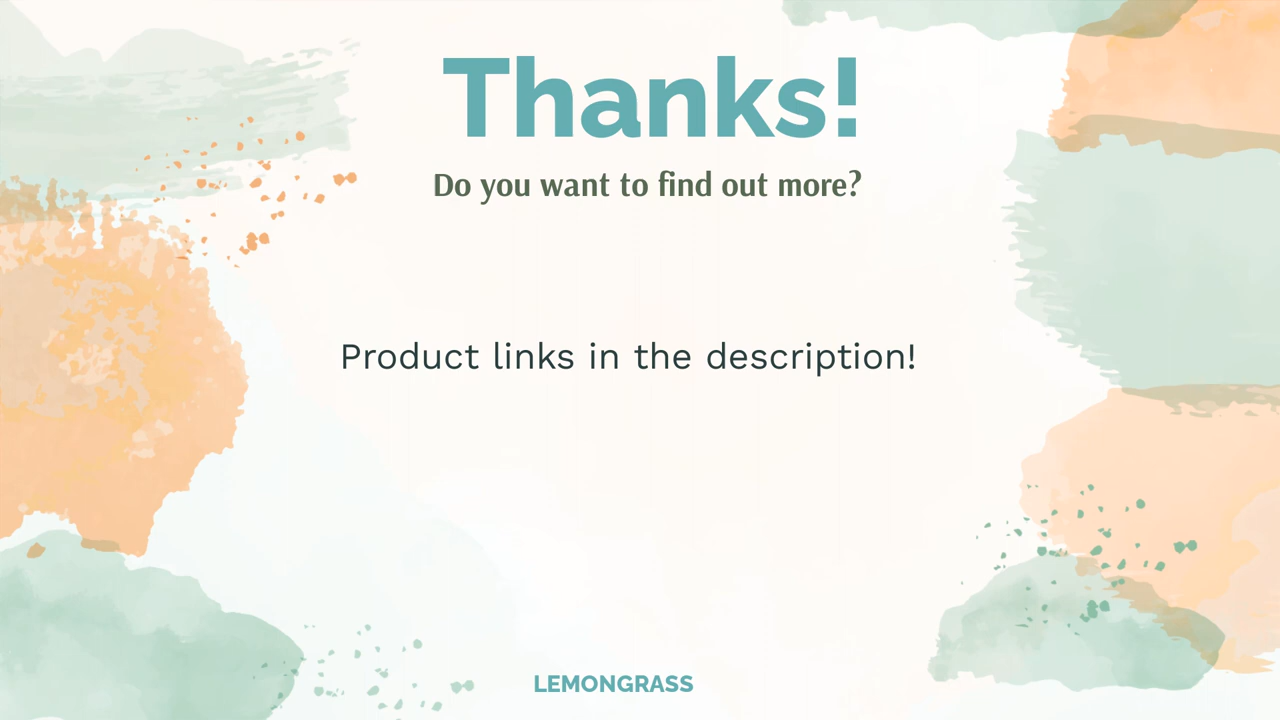 Thanks!
Do you want to find out more?
Product links in the description!
LEMONGRASS